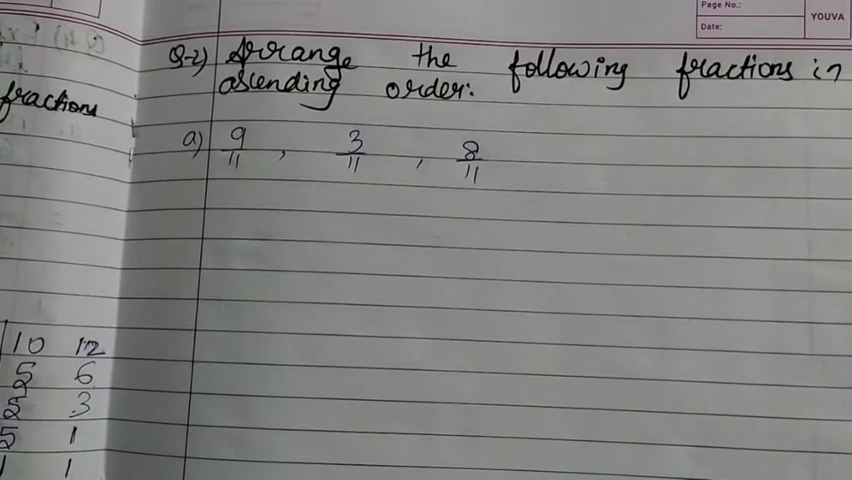 Page No.:
Date:
YOUVA
Q-2) Arrange the following fractions in
ascending order:
a) 9/11 , 3/11 , 8/11
fractions
10 12
5 6
5 3
5 1
1 1